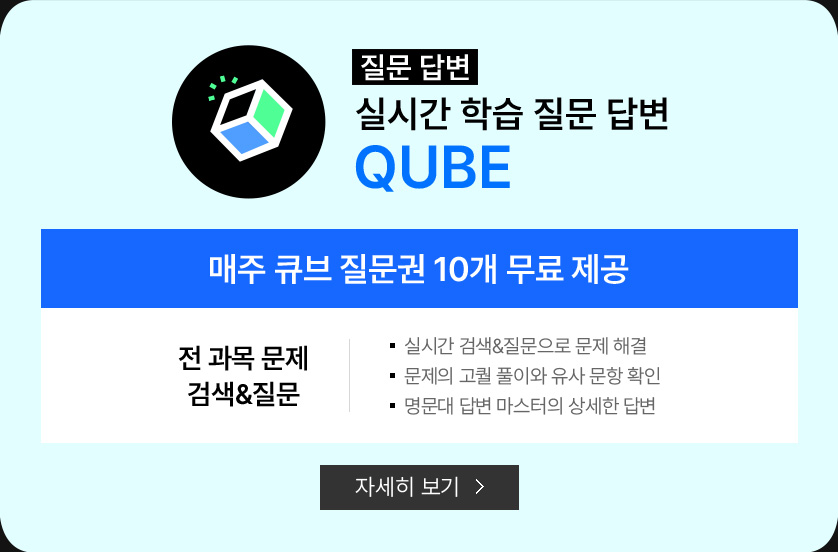 질문 답변
실시간 학습 질문 답변
QUBE
매주 큐브 질문권 10개 무료 제공
전 과목 문제
검색&질문
▪ 실시간 검색&질문으로 문제 해결
▪ 문제의 고퀄 풀이와 유사 문항 확인
▪ 명문대 답변 마스터의 상세한 답변
자세히 보기 >